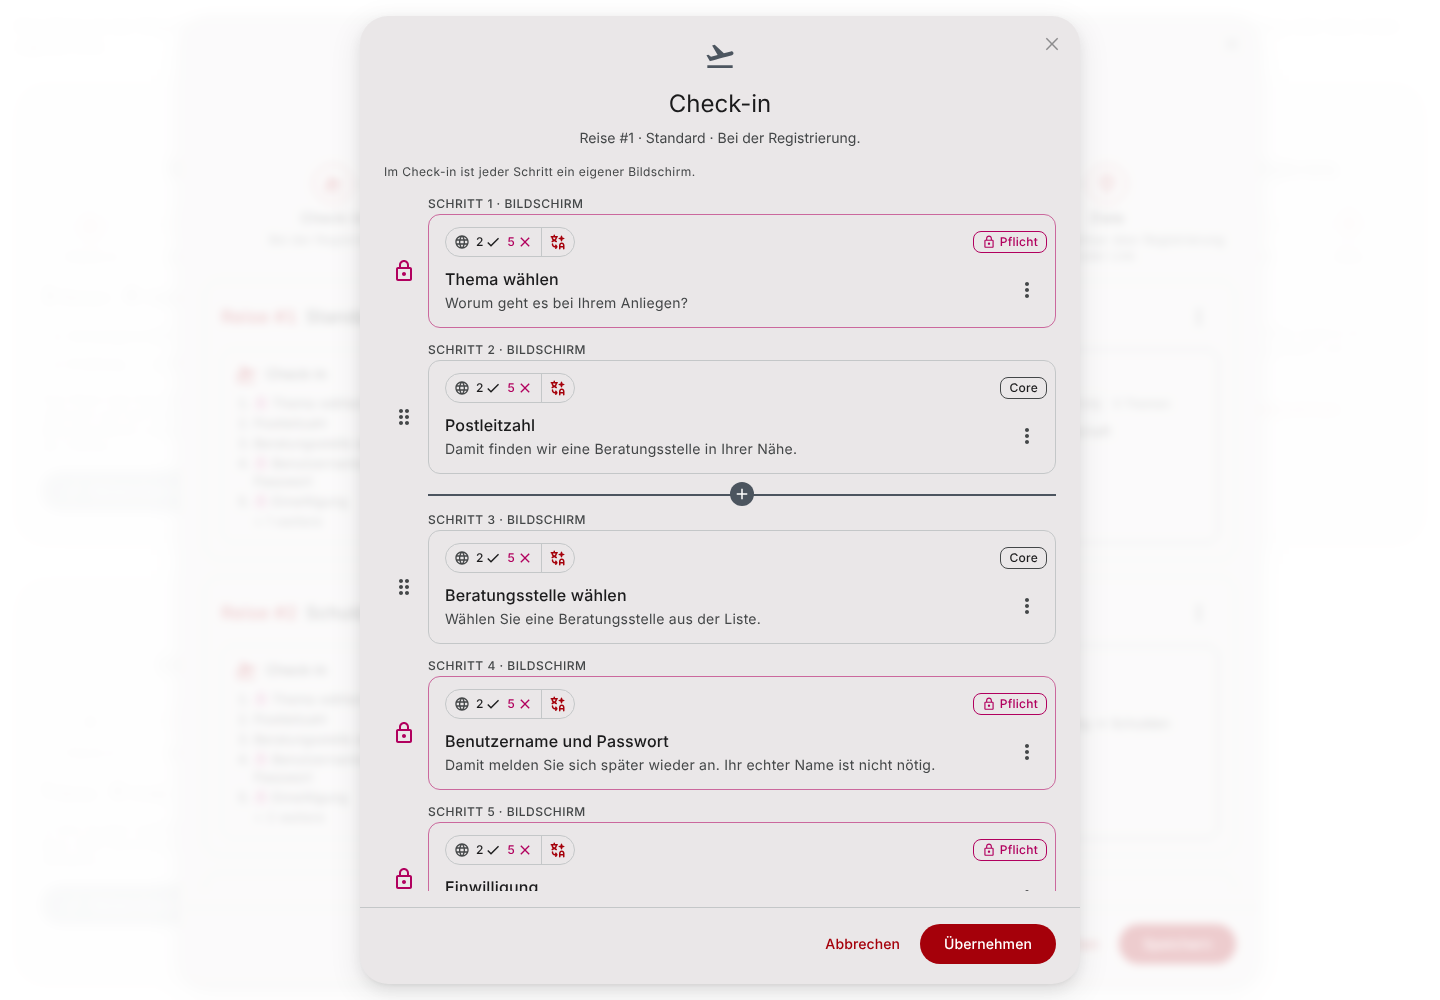 Check-in
Reise #1 · Standard · Bei der Registrierung.
Im Check-in ist jeder Schritt ein eigener Bildschirm.
SCHRITT 1 · BILDSCHIRM
2 5
Pflicht
Thema wählen
Worum geht es bei Ihrem Anliegen?
SCHRITT 2 · BILDSCHIRM
2 5
Core
Postleitzahl
Damit finden wir eine Beratungsstelle in Ihrer Nähe.
SCHRITT 3 · BILDSCHIRM
2 5
Core
Beratungsstelle wählen
Wählen Sie eine Beratungsstelle aus der Liste.
SCHRITT 4 · BILDSCHIRM
2 5
Pflicht
Benutzername und Passwort
Damit melden Sie sich später wieder an. Ihr echter Name ist nicht nötig.
SCHRITT 5 · BILDSCHIRM
2 5
Pflicht
Einwilligung
Abbrechen
Übernehmen